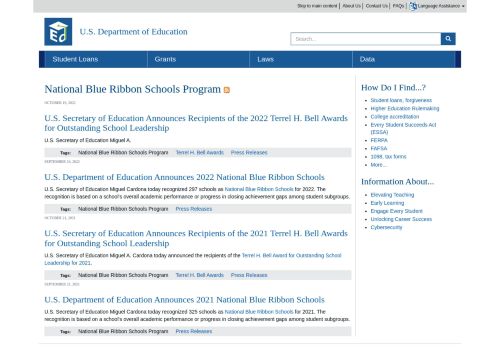 Skip to main content | About Us | Contact Us | FAQs | Language Assistance
Ed
U.S. Department of Education
Search...
Student Loans Grants Laws Data
National Blue Ribbon Schools Program
OCTOBER 19, 2022
U.S. Secretary of Education Announces Recipients of the 2022 Terrel H. Bell Awards
for Outstanding School Leadership
U.S. Secretary of Education Miguel A.
Tags: National Blue Ribbon Schools Program Terrel H. Bell Awards Press Releases
U.S. Department of Education Announces 2022 National Blue Ribbon Schools
U.S. Secretary of Education Miguel Cardona today recognized 297 schools as National Blue Ribbon Schools for 2022. The
recognition is based on a school's overall academic performance or progress in closing achievement gaps among student subgroups.
Tags: National Blue Ribbon Schools Program Press Releases
U.S. Secretary of Education Announces Recipients of the 2021 Terrel H. Bell Awards
for Outstanding School Leadership
U.S. Secretary of Education Miguel A. Cardona today announced the recipients of the Terrel H. Bell Award for Outstanding School
Leadership for 2021.
Tags: National Blue Ribbon Schools Program Terrel H. Bell Awards Press Releases
U.S. Department of Education Announces 2021 National Blue Ribbon Schools
U.S. Secretary of Education Miguel Cardona today recognized 325 schools as National Blue Ribbon Schools for 2021. The
recognition is based on a school's overall academic performance or progress in closing achievement gaps among student subgroups.
Tags: National Blue Ribbon Schools Program Press Releases
How Do I Find...?
Student loans, forgiveness
Higher Education Rulemaking
College accreditation
Every Student Succeeds Act
(ESSA)
FERPA
FAFSA
1098, tax forms
More...
Information About...
Elevating Teaching
Early Learning
Engage Every Student
Unlocking Career Success
Cybersecurity